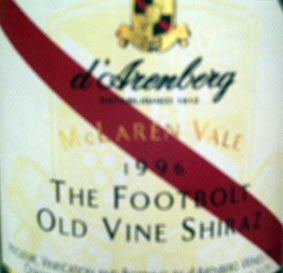 d'Arenberg
ESTABLISHED 1912
McLAREN VALE
1996
THE FOOTBOLT
OLD VINE SHIRAZ